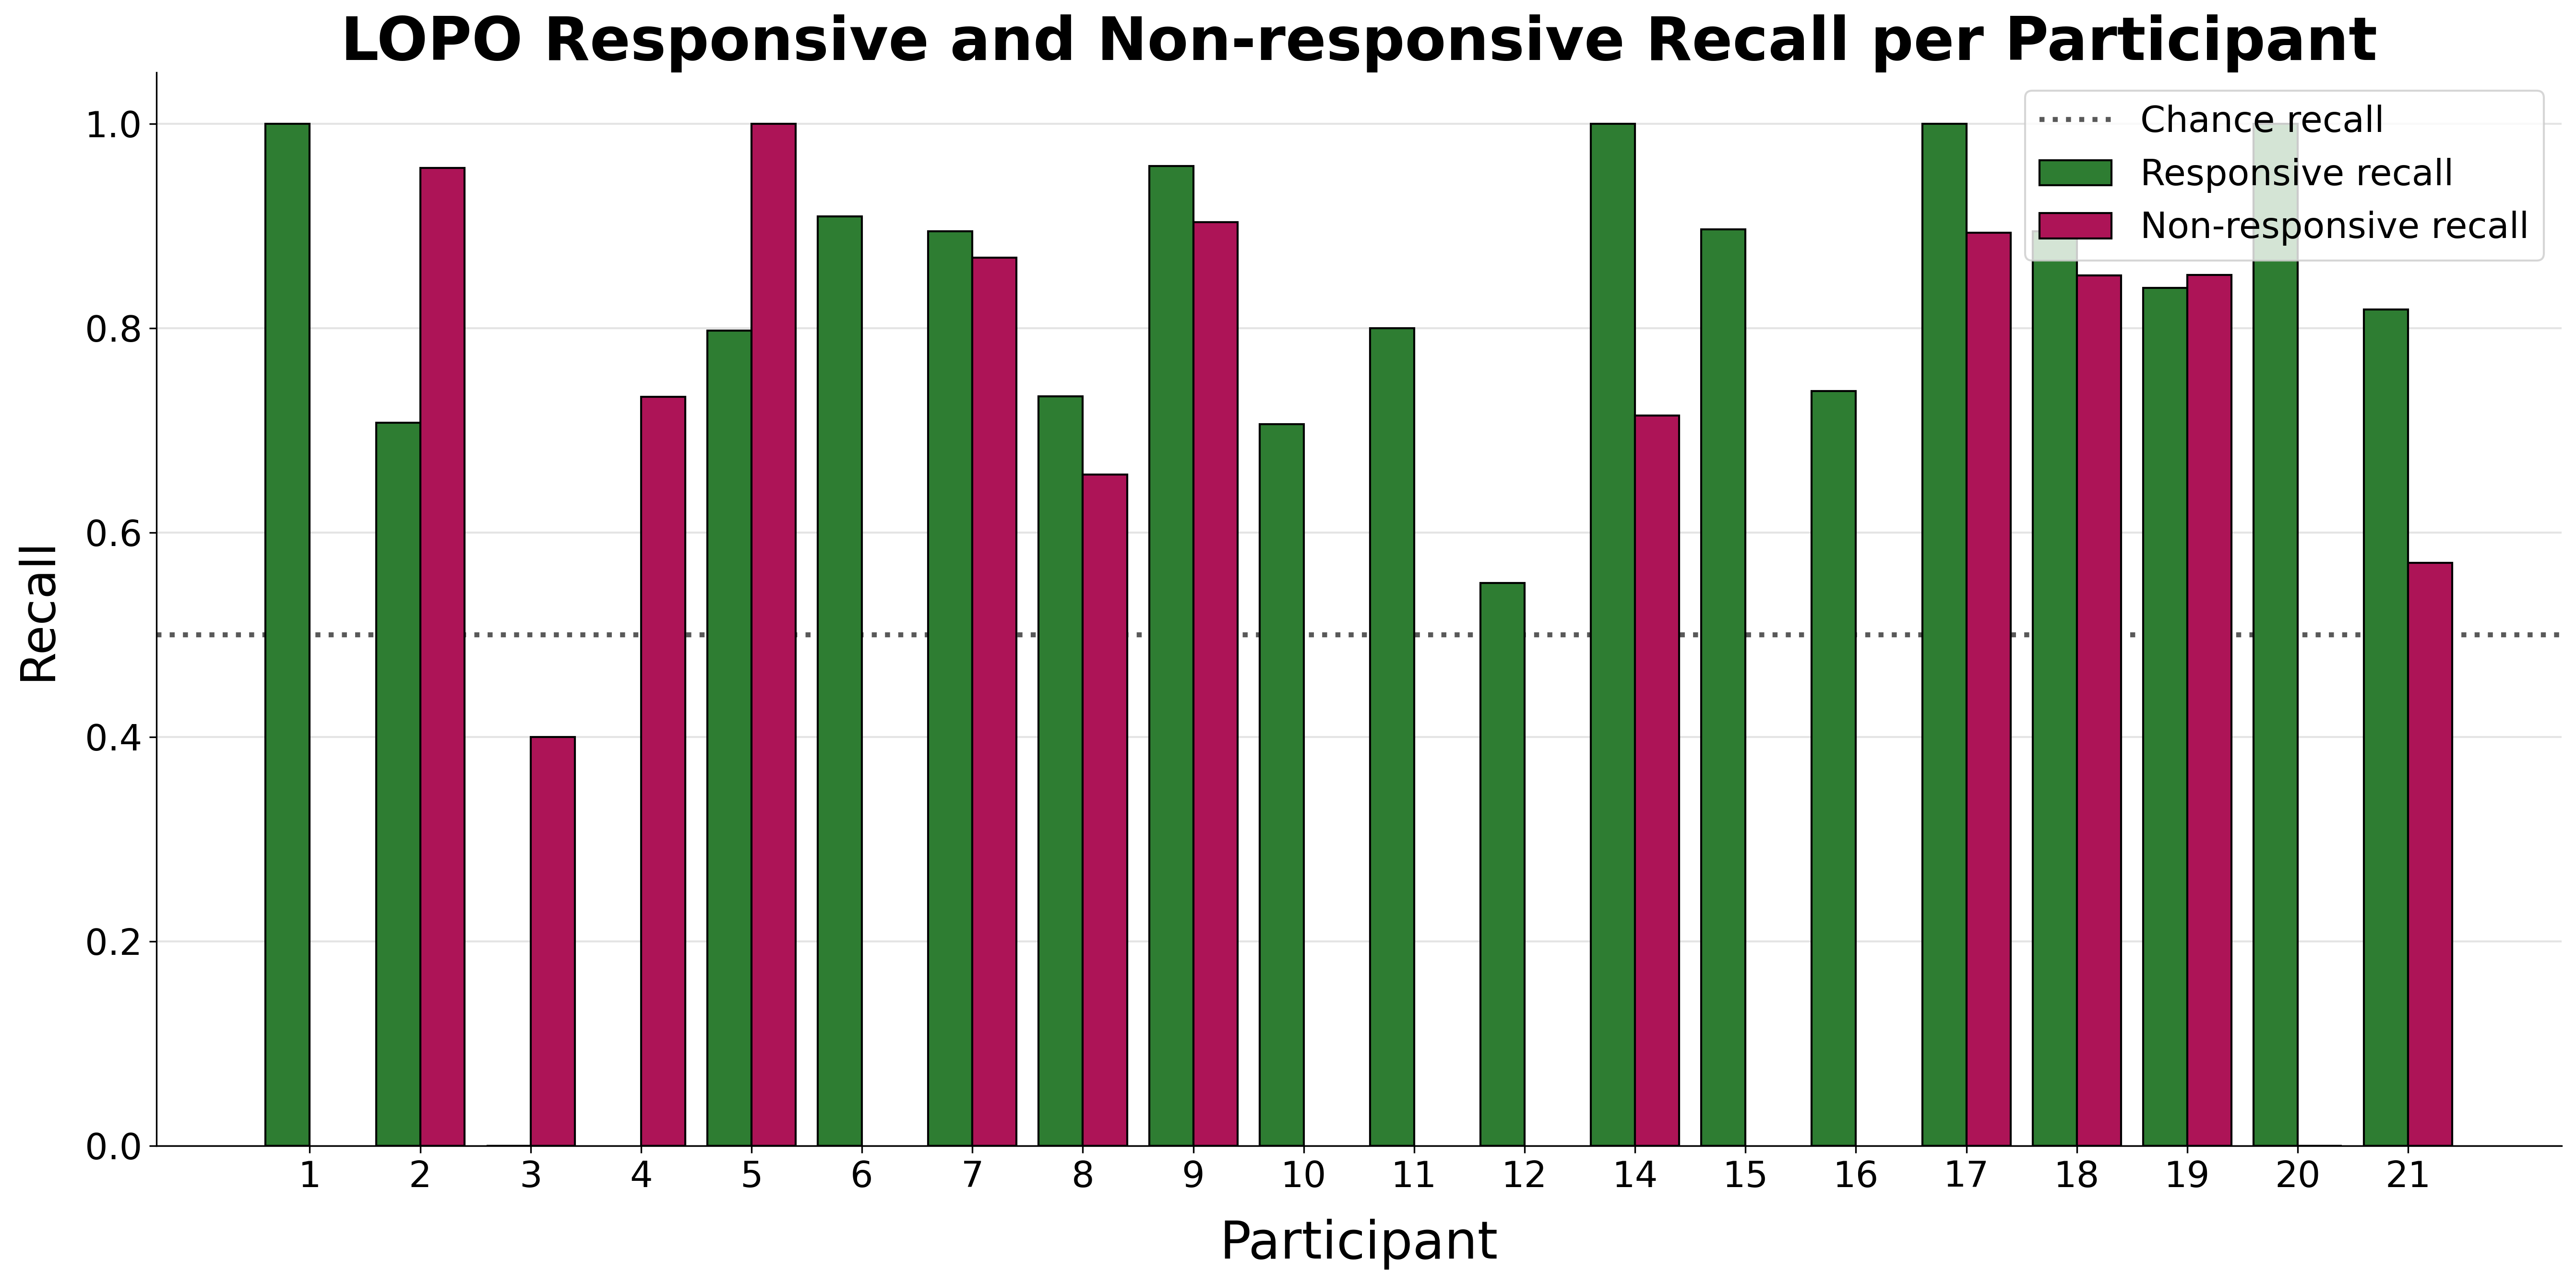 LOPO Responsive and Non-responsive Recall per Participant
Chance recall
Responsive recall
Non-responsive recall
1.0
0.8
0.6
0.4
0.2
0.0
Recall
1 2 3 4 5 6 7 8 9 10 11 12 14 15 16 17 18 19 20 21
Participant